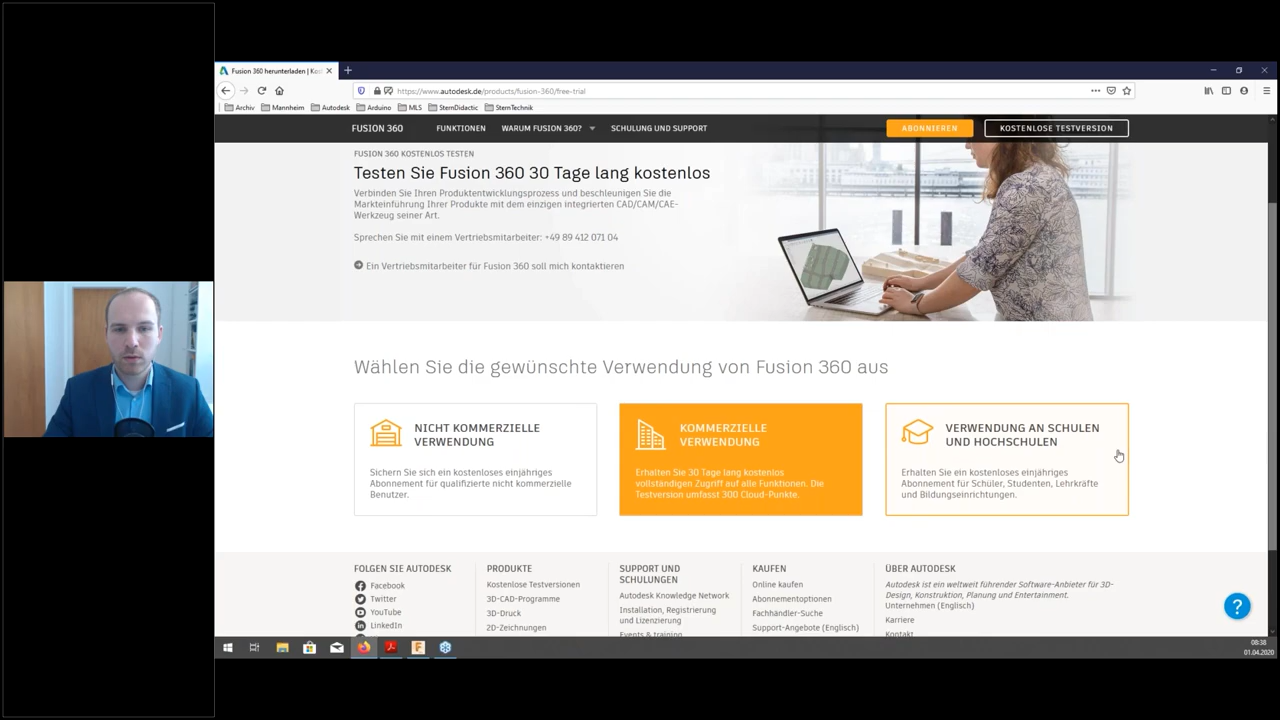 Fusion 360 herunterladen | Kos
https://www.autodesk.de/products/fusion-360/free-trial
Archiv Mannheim Autodesk Arduino MLS SternDidactic SternTechnik
FUSION 360 FUNKTIONEN WARUM FUSION 360? SCHULUNG UND SUPPORT ABONNIEREN KOSTENLOSE TESTVERSION
FUSION 360 KOSTENLOS TESTEN
Testen Sie Fusion 360 30 Tage lang kostenlos
Verbinden Sie Ihren Produktentwicklungsprozess und beschleunigen Sie die
Markteinführung Ihrer Produkte mit dem einzigen integrierten CAD/CAM/CAE-
Werkzeug seiner Art.
Sprechen Sie mit einem Vertriebsmitarbeiter: +49 89 412 071 04
Ein Vertriebsmitarbeiter für Fusion 360 soll mich kontaktieren
Wählen Sie die gewünschte Verwendung von Fusion 360 aus
NICHT KOMMERZIELLE
VERWENDUNG
Sichern Sie sich ein kostenloses einjähriges
Abonnement für qualifizierte nicht kommerzielle
Benutzer.
KOMMERZIELLE
VERWENDUNG
Erhalten Sie 30 Tage lang kostenlos
vollständigen Zugriff auf alle Funktionen. Die
Testversion umfasst 300 Cloud-Punkte.
VERWENDUNG AN SCHULEN
UND HOCHSCHULEN
Erhalten Sie ein kostenloses einjähriges
Abonnement für Schüler, Studenten, Lehrkräfte
und Bildungseinrichtungen.
FOLGEN SIE AUTODESK
Facebook
Twitter
YouTube
LinkedIn
PRODUKTE
Kostenlose Testversionen
3D-CAD-Programme
3D-Druck
2D-Zeichnungen
SUPPORT UND
SCHULUNGEN
Autodesk Knowledge Network
Installation, Registrierung
und Lizenzierung
Events & training
KAUFEN
Online kaufen
Abonnementoptionen
Fachhändler-Suche
Support-Angebote (Englisch)
ÜBER AUTODESK
Autodesk ist ein weltweit führender Software-Anbieter für 3D-
Design, Konstruktion, Planung und Entertainment.
Unternehmen (Englisch)
Karriere
Kontakt
?
08:38
01.04.2020